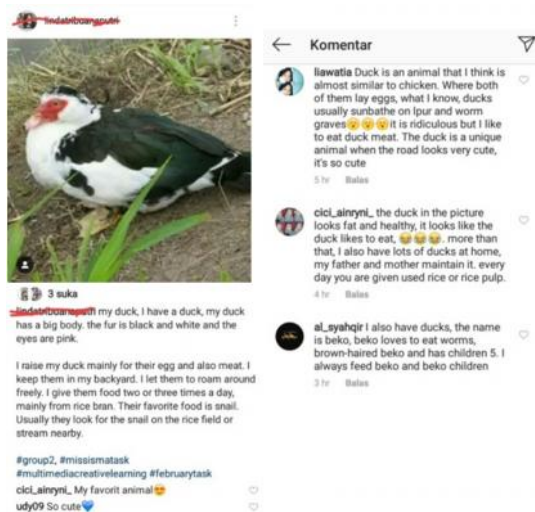 lindatribuanaputri
3 suka
lindatribuanaputri my duck, I have a duck, my duck
has a big body. the fur is black and white and the
eyes are pink.
I raise my duck mainly for their egg and also meat. I
keep them in my backyard. I let them to roam around
freely. I give them food two or three times a day,
mainly from rice bran. Their favorite food is snail.
Usually they look for the snail on the rice field or
stream nearby.
#group2, #missismatask
#multimediacreativelearning #februarytask
cici_ainryni_ My favorite animal😍
udy09 So cute💙
Komentar
liawatia Duck is an animal that I think is
almost similar to chicken. Where both
of them lay eggs, what I know, ducks
usually sunbathe on lpur and worm
graves😲😲😲it is ridiculous but I like
to eat duck meat. The duck is a unique
animal when the road looks very cute,
it's so cute
5 hr Balas
cici_ainryni_ the duck in the picture
looks fat and healthy, it looks like the
duck likes to eat, 😂😂😂. more than
that, I also have lots of ducks at home,
my father and mother maintain it. every
day you are given used rice or rice pulp.
4 hr Balas
al_syahqir I also have ducks, the name
is beko, beko loves to eat worms,
brown-haired beko and has children 5. I
always feed beko and beko children
3 hr Balas